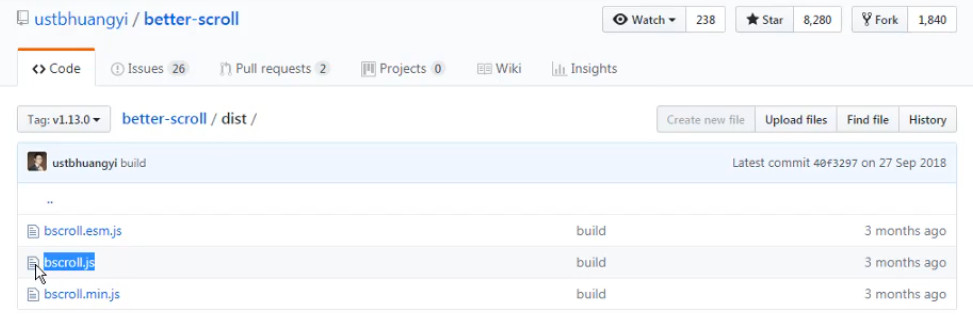 ustbhuangyi / better-scroll Watch 238 Star 8,280 Fork 1,840
Code Issues 26 Pull requests 2 Projects 0 Wiki Insights
Tag: v1.13.0 better-scroll / dist / Create new file Upload files Find file History
ustbhuangyi build Latest commit 40f3297 on 27 Sep 2018
..
bscroll.esm.js build 3 months ago
bscroll.js build 3 months ago
bscroll.min.js build 3 months ago